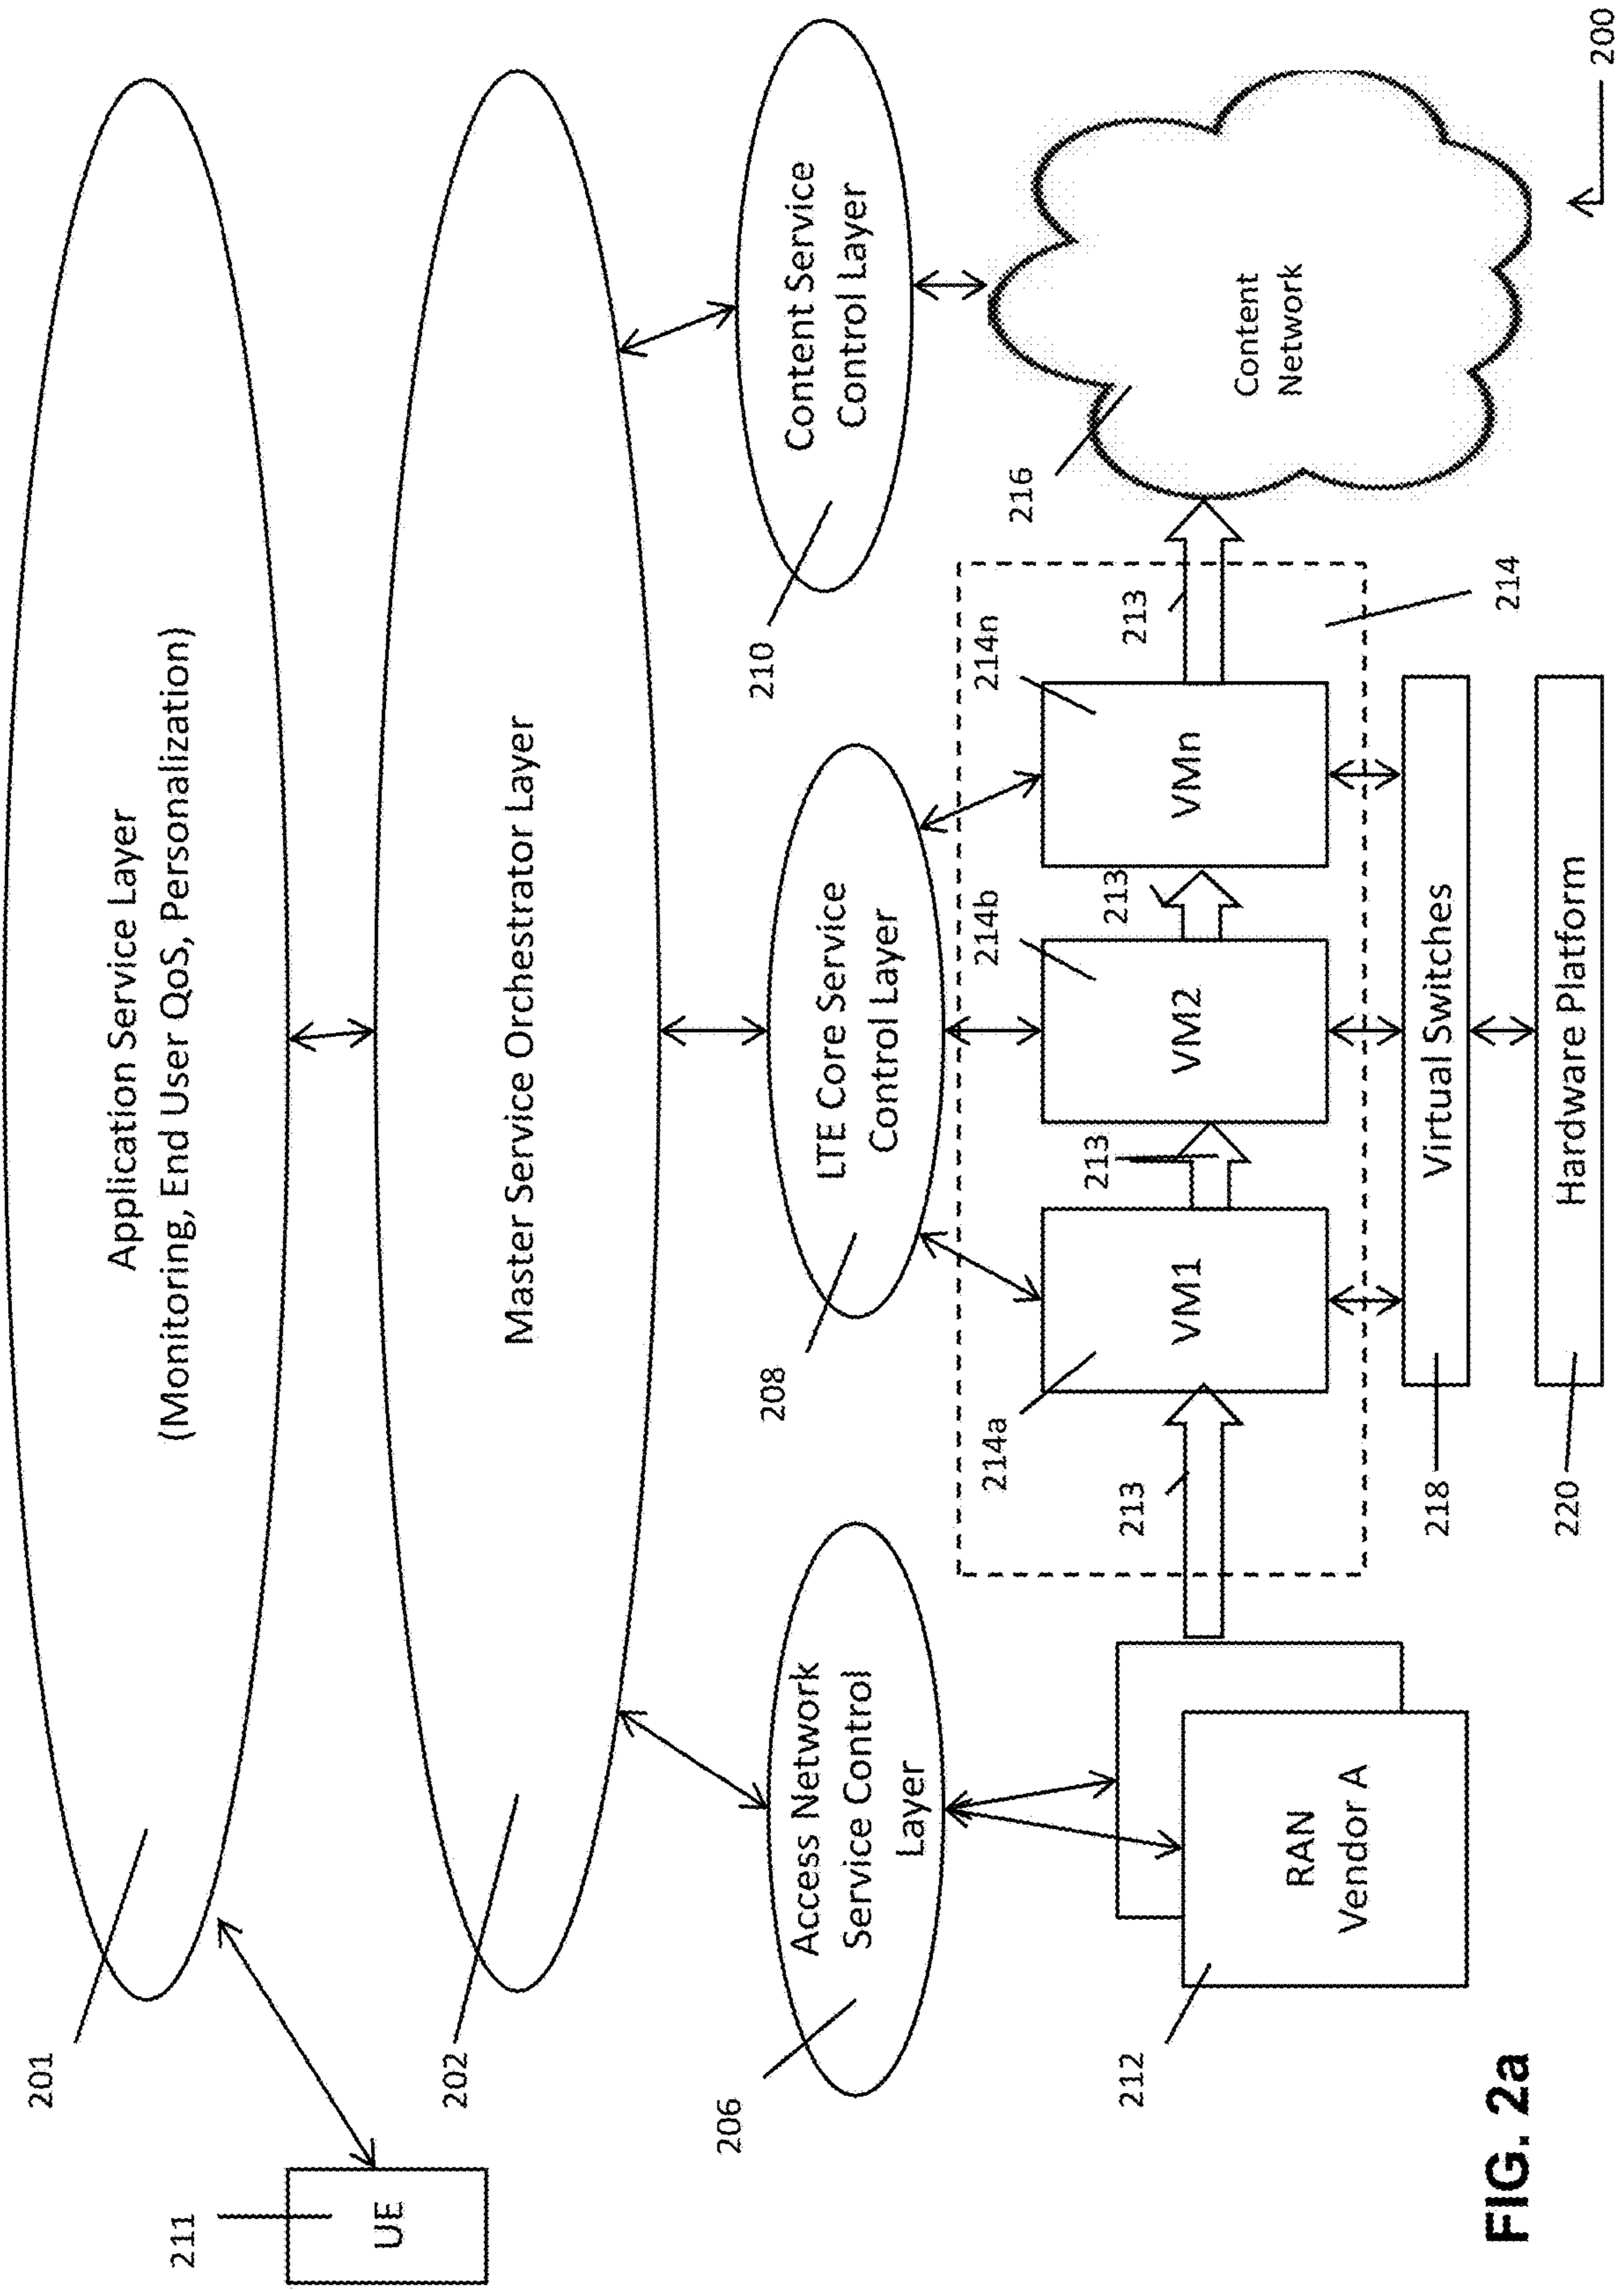 201
Application Service Layer
(Monitoring, End User QoS, Personalization)
211
UE
202
Master Service Orchestrator Layer
206
Access Network
Service Control
Layer
208
LTE Core Service
Control Layer
210
Content Service
Control Layer
212
RAN
Vendor A
213
214a
VM1
213
214b
VM2
213
214n
VMn
213
214
216
Content
Network
218
Virtual Switches
220
Hardware Platform
200
FIG. 2a